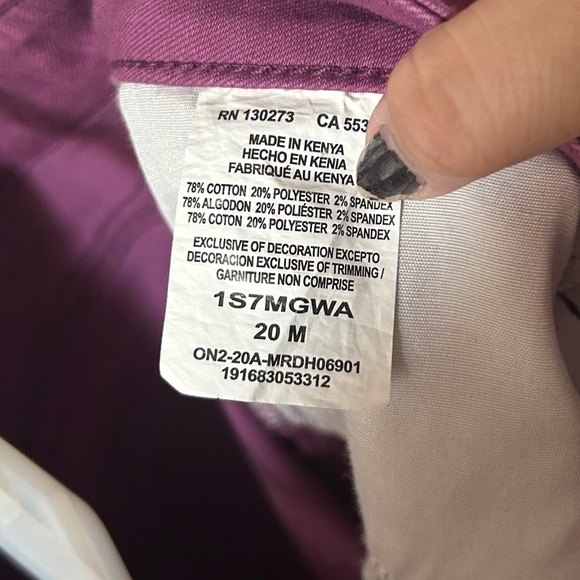 RN 130273 CA 553
MADE IN KENYA
HECHO EN KENIA
FABRIQUÉ AU KENYA
78% COTTON 20% POLYESTER 2% SPANDEX
78% ALGODON 20% POLIÉSTER 2% SPANDEX
78% COTON 20% POLYESTER 2% SPANDEX
EXCLUSIVE OF DECORATION EXCEPTO
DECORACION EXCLUSIVE OF TRIMMING /
GARNITURE NON COMPRISE
1S7MGWA
20 M
ON2-20A-MRDH06901
191683053312